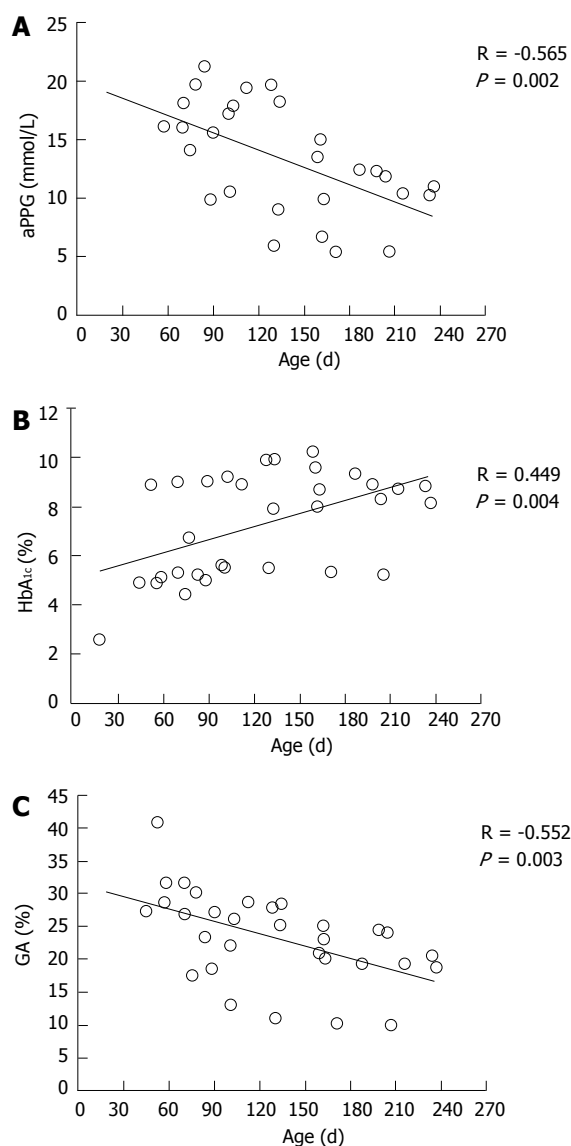 A
R = -0.565
P = 0.002
aPPG (mmol/L)
25
20
15
10
5
0
0 30 60 90 120 150 180 210 240 270
Age (d)
B
R = 0.449
P = 0.004
HbA1c (%)
12
10
8
6
4
2
0
0 30 60 90 120 150 180 210 240 270
Age (d)
C
R = -0.552
P = 0.003
GA (%)
45
40
35
30
25
20
15
10
5
0
0 30 60 90 120 150 180 210 240 270
Age (d)